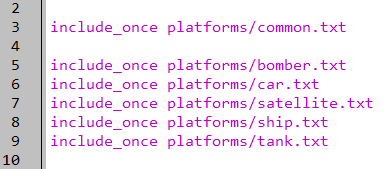 2
3 include_once platforms/common.txt
4
5 include_once platforms/bomber.txt
6 include_once platforms/car.txt
7 include_once platforms/satellite.txt
8 include_once platforms/ship.txt
9 include_once platforms/tank.txt
10